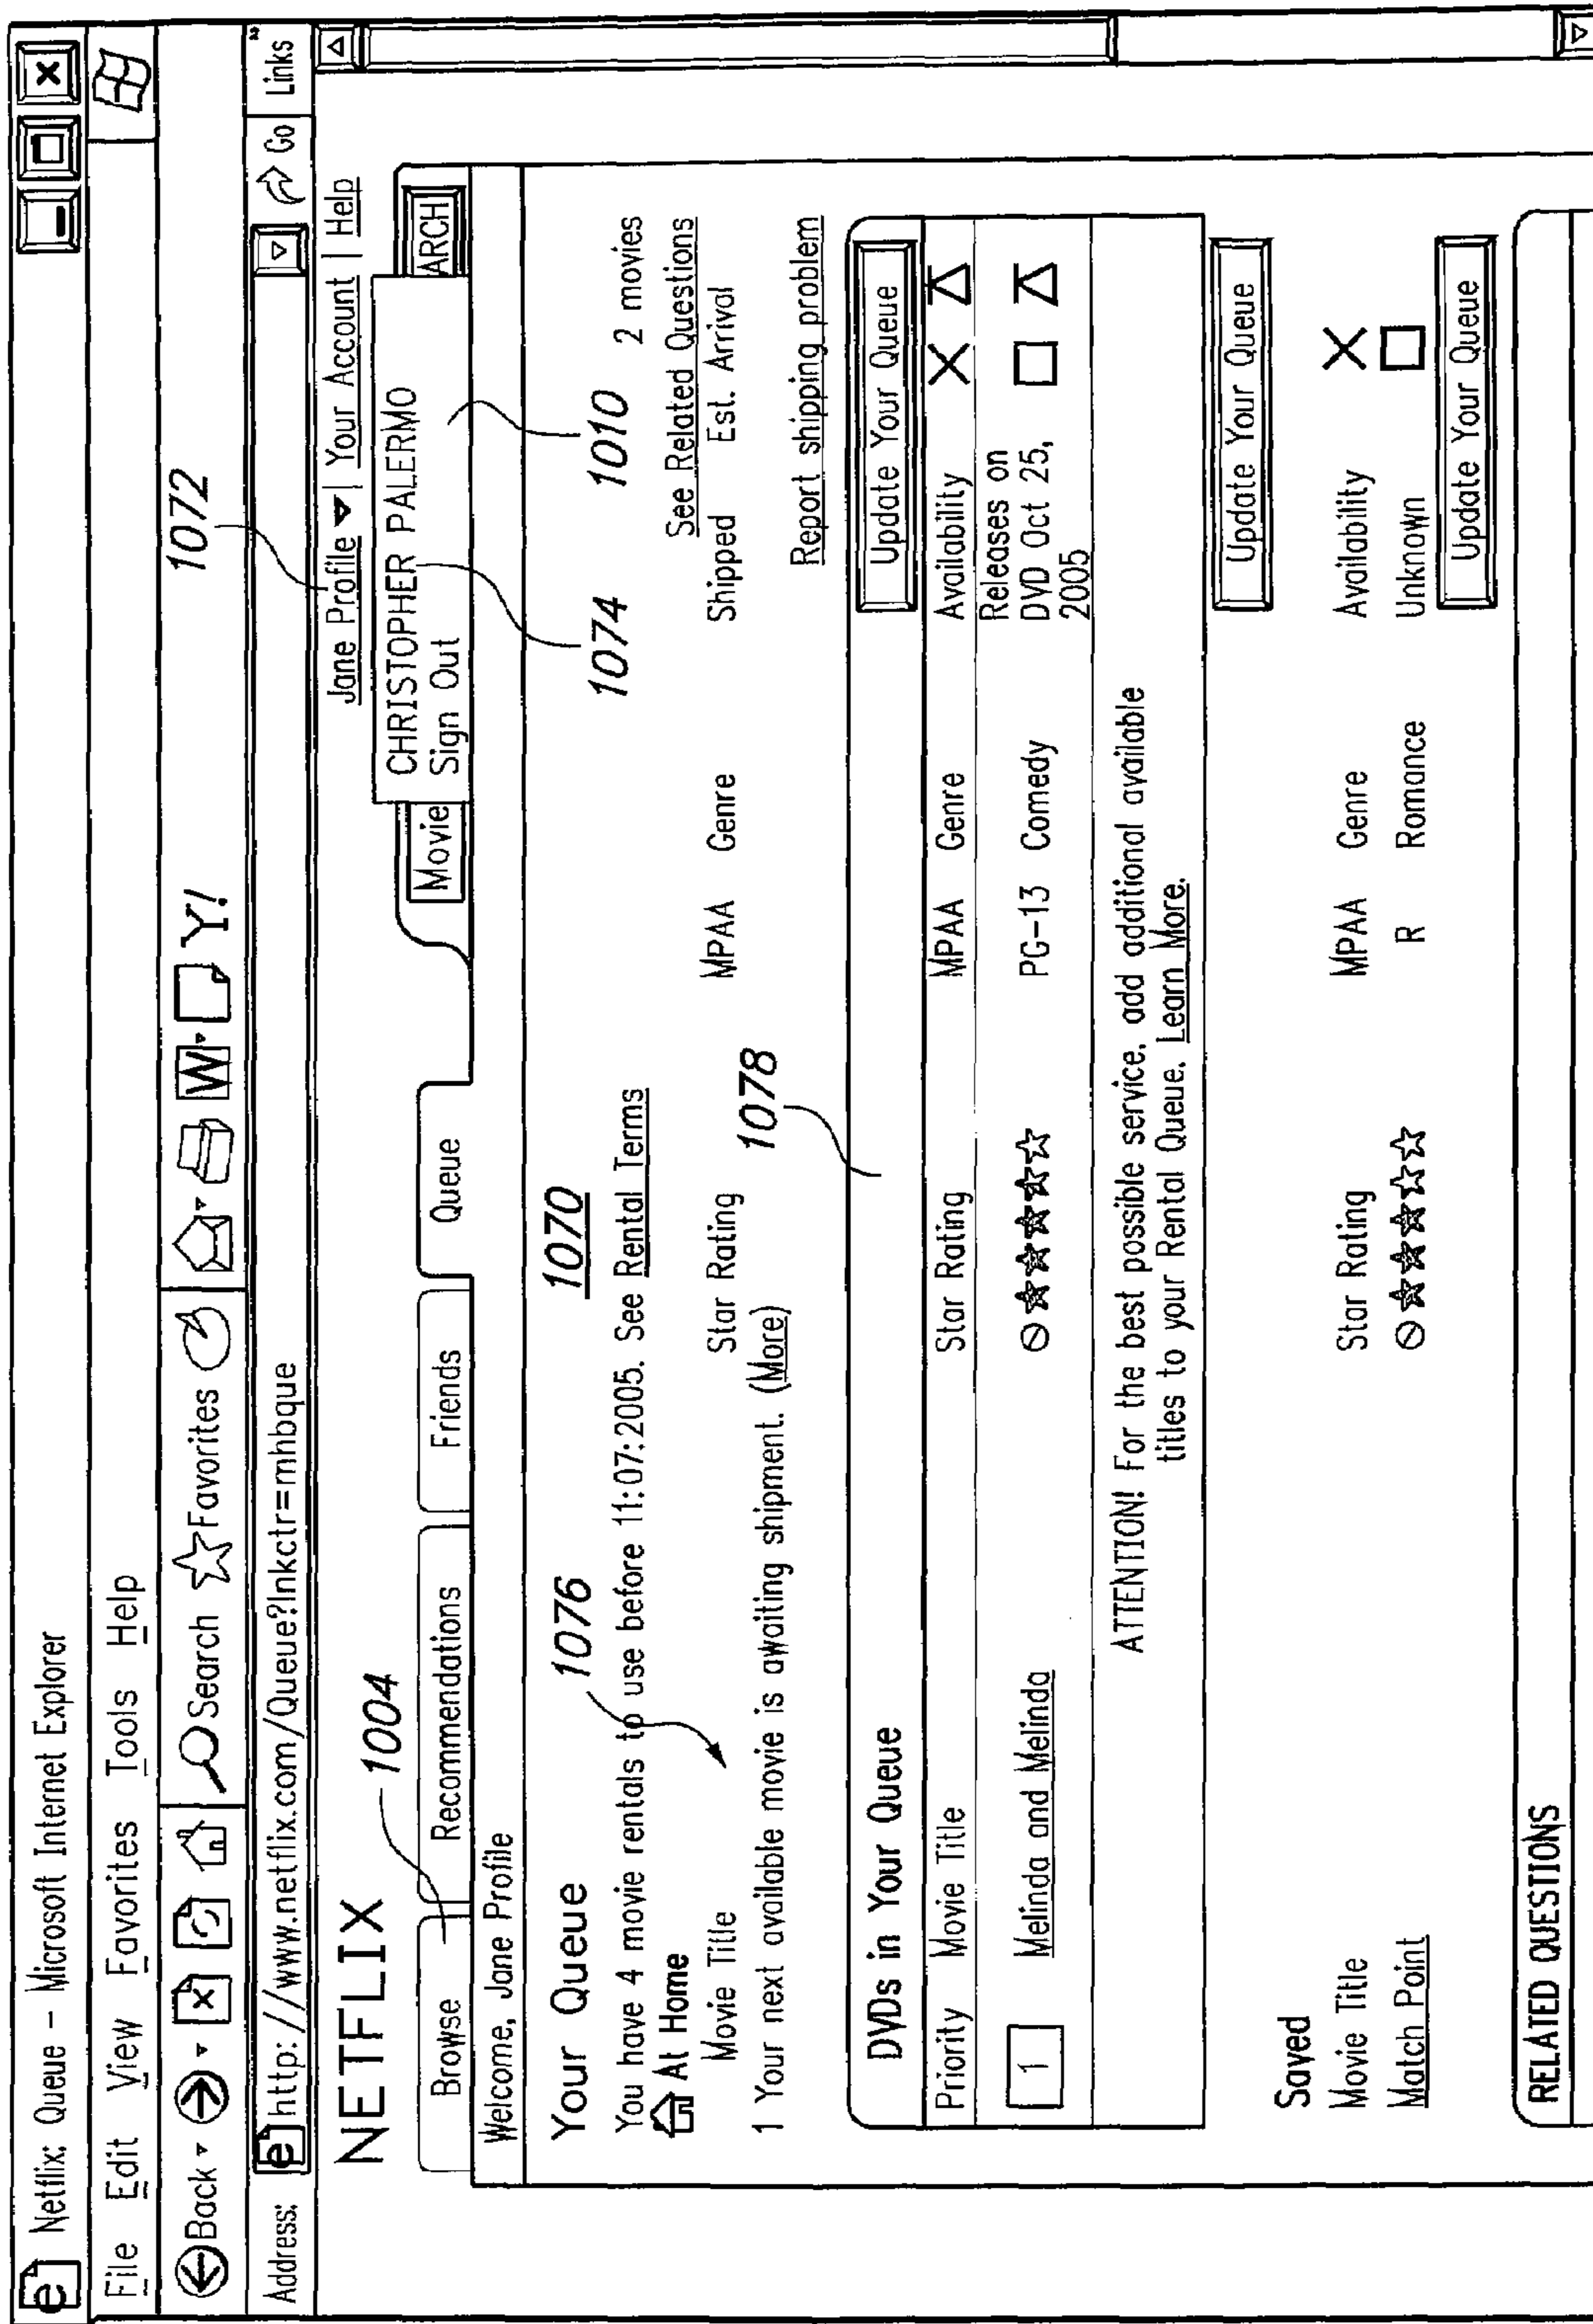 Netflix: Queue – Microsoft Internet Explorer
File Edit View Favorites Tools Help
Back Search Favorites W Y!
Address: http: //www.netflix.com/Queue?lnkctr=mhbque Go Links
1072
NETFLIX
Jane Profile | Your Account | Help
1004
Browse Recommendations Friends Queue Movie ARCH
CHRISTOPHER PALERMO
Sign Out
Welcome, Jane Profile
1070
1074
1010
Your Queue
1076
2 movies
You have 4 movie rentals to use before 11:07:2005. See Rental Terms
See Related Questions
At Home
Movie Title Star Rating MPAA Genre Shipped Est. Arrival
1 Your next available movie is awaiting shipment. (More)
1078
Report shipping problem
DVDs in Your Queue
Update Your Queue
Priority Movie Title Star Rating MPAA Genre Availability
1 Melinda and Melinda PG–13 Comedy Releases on
DVD Oct 25,
2005
ATTENTION! For the best possible service, add additional available
titles to your Rental Queue. Learn More.
Update Your Queue
Saved
Movie Title Star Rating MPAA Genre Availability
Match Point R Romance Unknown
Update Your Queue
RELATED QUESTIONS